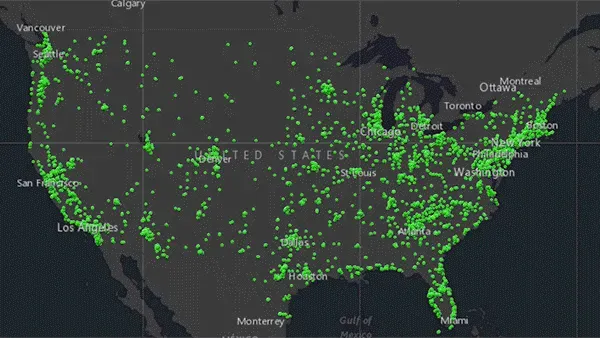 Calgary
Vancouver
Seattle
Montreal
Ottawa
Toronto
Boston
Detroit
Chicago
New York
Philadelphia
Denver
UNITED STATES
St Louis
Washington
San Francisco
Los Angeles
Atlanta
Dallas
Houston
Monterrey
Gulf of
Mexico
Miami